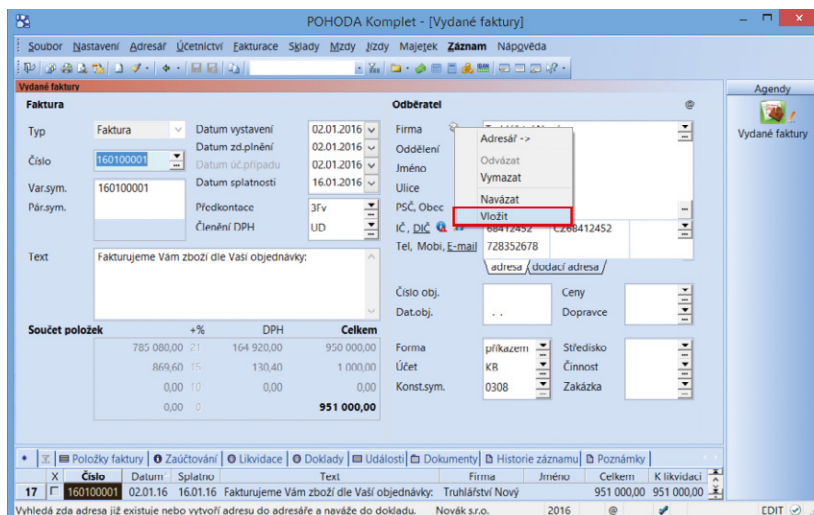 POHODA Komplet - [Vydané faktury]
Soubor Nastavení Adresář Účetnictví Fakturace Sklady Mzdy Jízdy Majetek Záznam Nápověda
Vydané faktury
Agendy
Vydané faktury
Faktura
Odběratel @
Typ Faktura Datum vystavení 02.01.2016 Firma
Adresář ->
Datum zd.plnění 02.01.2016 Oddělení
Odvázat
Číslo 160100001 Datum úč.případu 02.01.2016 Jméno
Vymazat
Var.sym. 160100001 Datum splatnosti 16.01.2016 Ulice
Navázat
Pár.sym. Předkontace 3Fv PSČ, Obec
Vložit
Členění DPH UD IČ, DIČ 68412452 CZ68412452
Tel, Mobi, E-mail 728352678
Text Fakturujeme Vám zboží dle Vaší objednávky:
adresa dodací adresa
Číslo obj. Ceny
Dat.obj. . . Dopravce
Součet položek +% DPH Celkem
785 080,00 21 164 920,00 950 000,00 Forma příkazem Středisko
869,60 15 130,40 1 000,00 Účet KB Činnost
0,00 10 0,00 0,00 Konst.sym. 0308 Zakázka
0,00 0 951 000,00
Položky faktury Zaúčtování Likvidace Doklady Události Dokumenty Historie záznamu Poznámky
X Číslo Datum Splatno Text Firma Jméno Celkem K likvidaci
17 160100001 02.01.16 16.01.16 Fakturujeme Vám zboží dle Vaší objednávky: Truhlářství Nový 951 000,00 951 000,00
Vyhledá zda adresa již existuje nebo vytvoří adresu do adresáře a naváže do dokladu. Novák s.r.o. 2016 @ EDIT